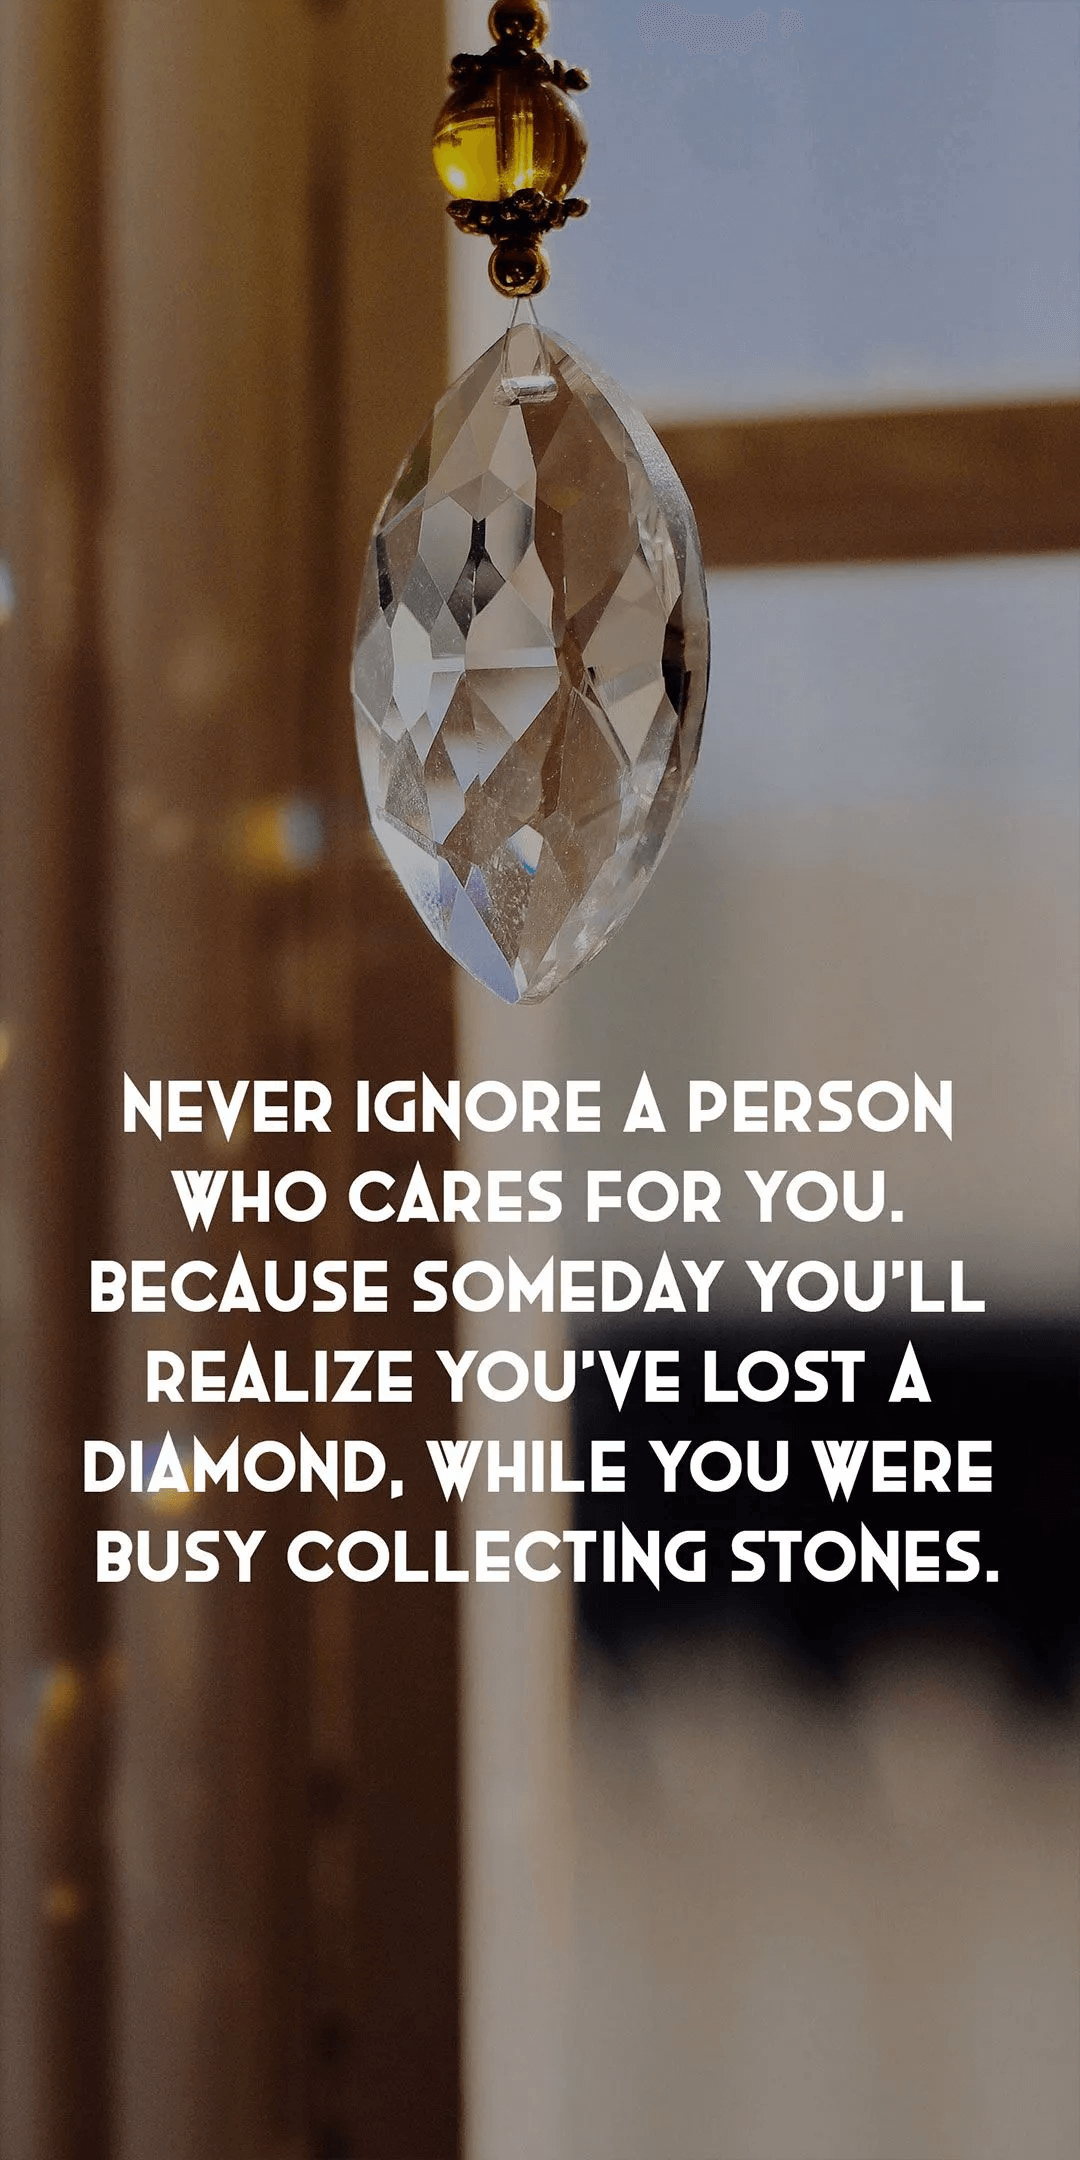 NEVER IGNORE A PERSON
WHO CARES FOR YOU.
BECAUSE SOMEDAY YOU'LL
REALIZE YOU'VE LOST A
DIAMOND, WHILE YOU WERE
BUSY COLLECTING STONES.